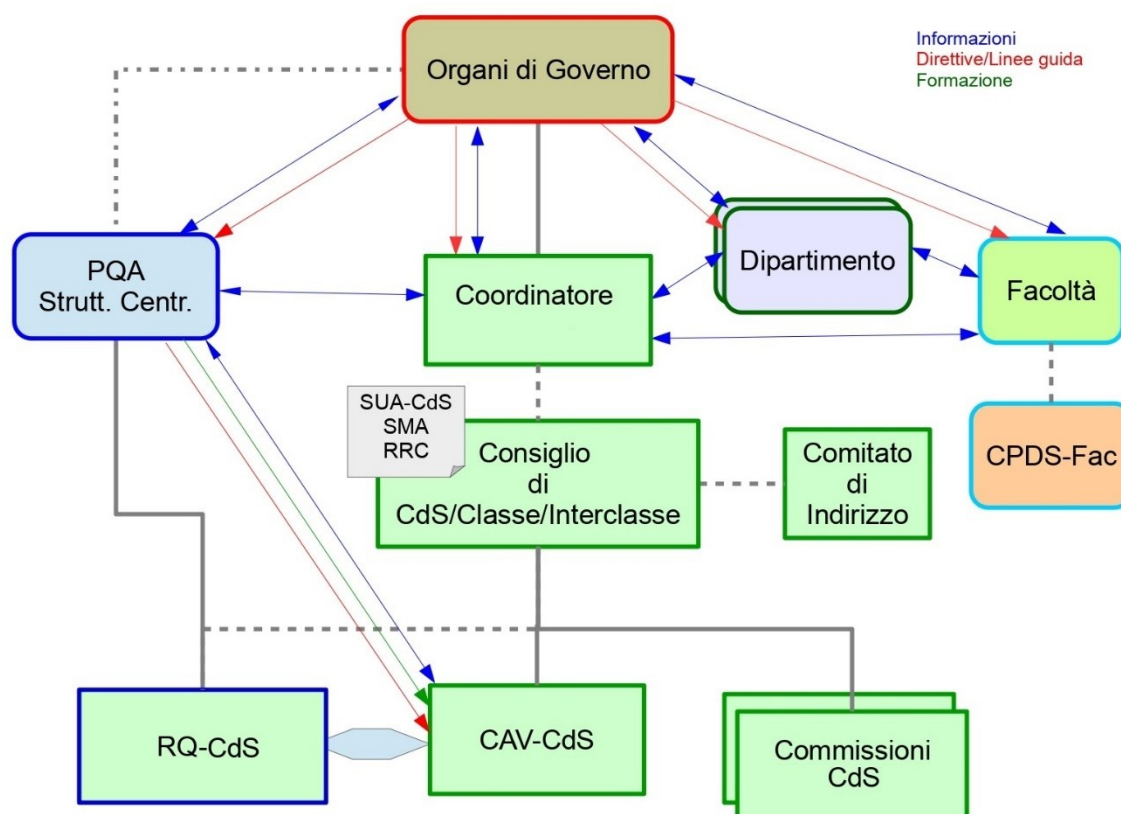 Informazioni
Direttive/Linee guida
Formazione
Organi di Governo
PQA
Strutt. Centr.
Coordinatore
Dipartimento
Facoltà
SUA-CdS
SMA
RRC
Consiglio
di
CdS/Classe/Interclasse
Comitato
di
Indirizzo
CPDS-Fac
RQ-CdS
CAV-CdS
Commissioni
CdS